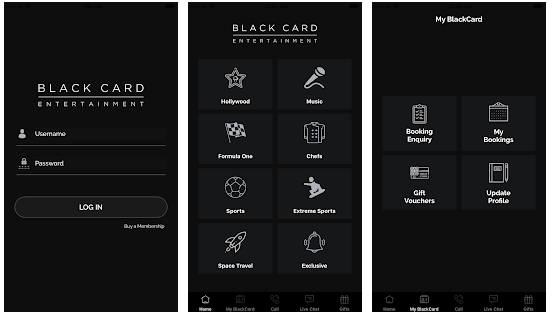 BLACK CARD
ENTERTAINMENT
Username
Password
LOG IN
Buy a Membership
BLACK CARD
ENTERTAINMENT
Hollywood
Music
Formula One
Chefs
Sports
Extreme Sports
Space Travel
Exclusive
Home
My BlackCard
Call
Live Chat
Gifts
My BlackCard
Booking
Enquiry
My
Bookings
Gift
Vouchers
Update
Profile
Home
My BlackCard
Call
Live Chat
Gifts